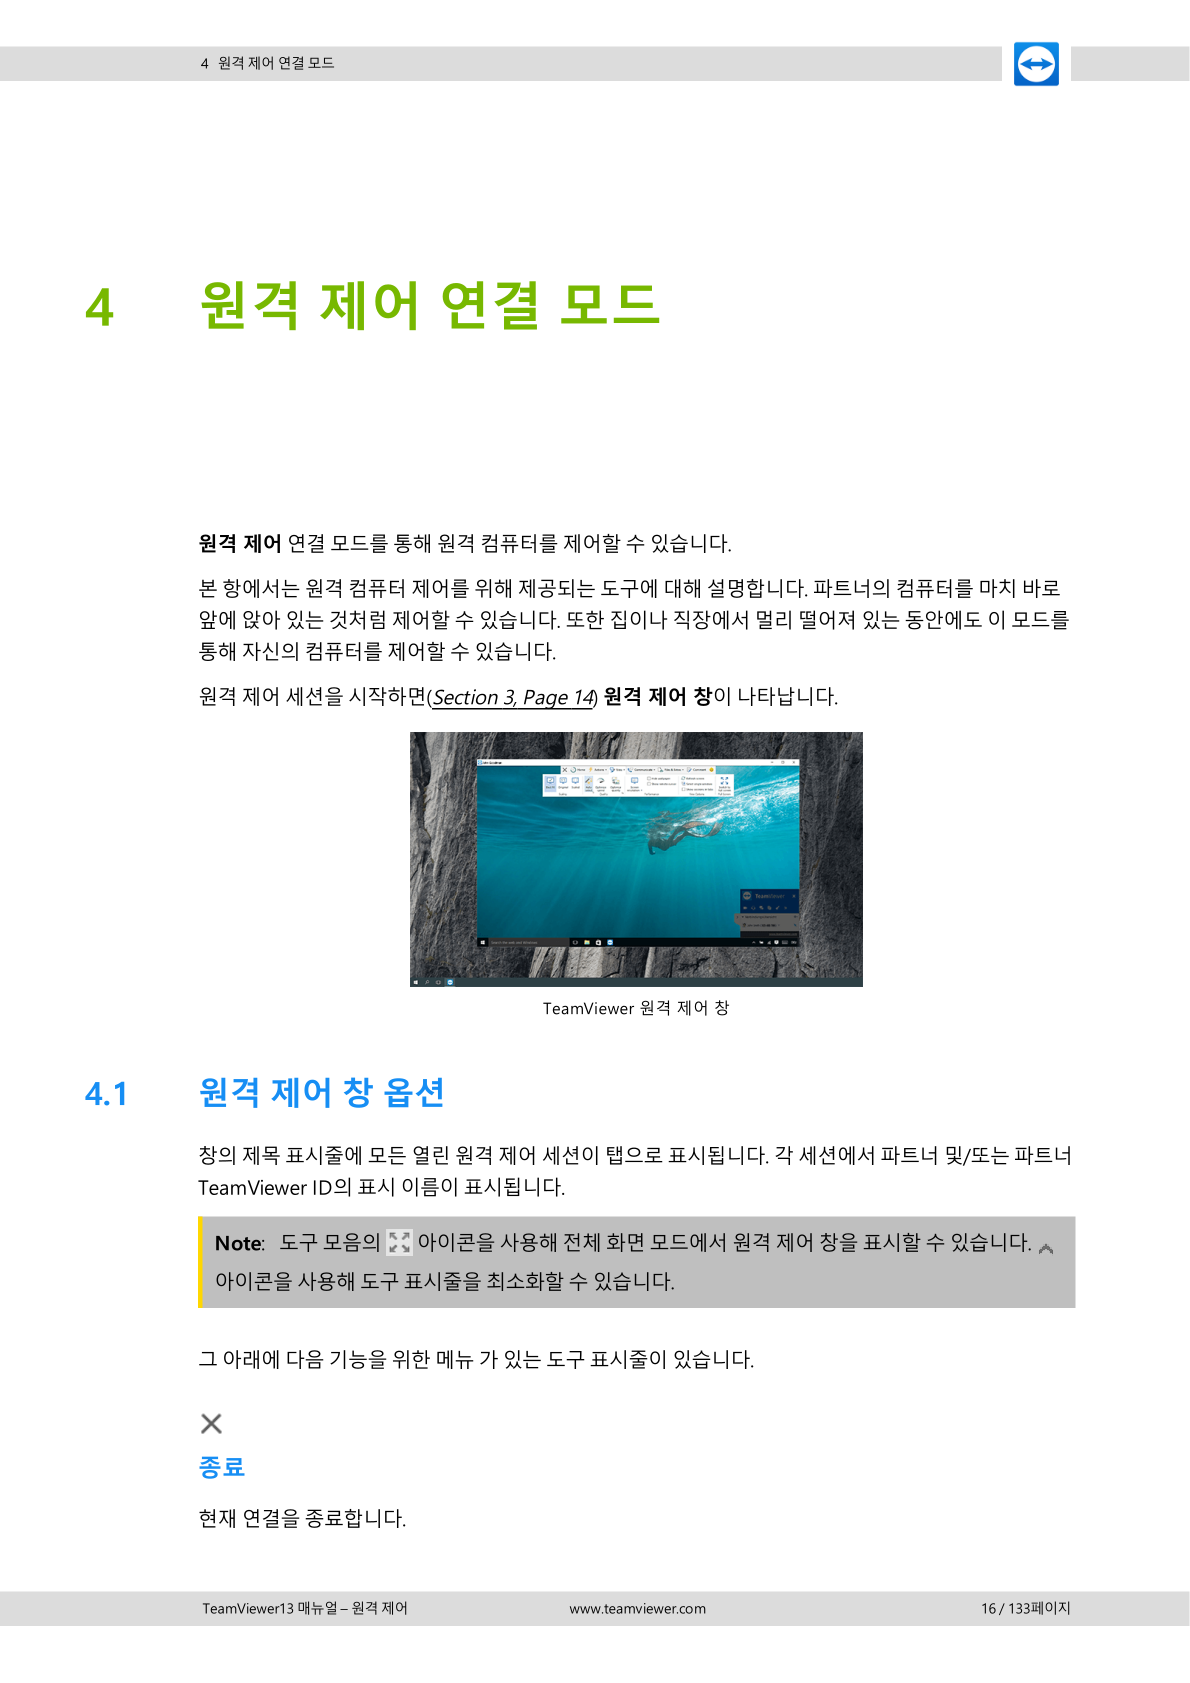 4 원격 제어 연결 모드
4 원격 제어 연결 모드
원격 제어 연결 모드를 통해 원격 컴퓨터를 제어할 수 있습니다.
본 항에서는 원격 컴퓨터 제어를 위해 제공되는 도구에 대해 설명합니다. 파트너의 컴퓨터를 마치 바로
앞에 앉아 있는 것처럼 제어할 수 있습니다. 또한 집이나 직장에서 멀리 떨어져 있는 동안에도 이 모드를
통해 자신의 컴퓨터를 제어할 수 있습니다.
원격 제어 세션을 시작하면(Section 3, Page 14) 원격 제어 창이 나타납니다.
TeamViewer
TeamViewer 원격 제어 창
4.1 원격 제어 창 옵션
창의 제목 표시줄에 모든 열린 원격 제어 세션이 탭으로 표시됩니다. 각 세션에서 파트너 및/또는 파트너
TeamViewer ID의 표시 이름이 표시됩니다.
Note: 도구 모음의 아이콘을 사용해 전체 화면 모드에서 원격 제어 창을 표시할 수 있습니다.
아이콘을 사용해 도구 표시줄을 최소화할 수 있습니다.
그 아래에 다음 기능을 위한 메뉴 가 있는 도구 표시줄이 있습니다.
종료
현재 연결을 종료합니다.
TeamViewer13 매뉴얼 – 원격 제어 www.teamviewer.com 16 / 133페이지